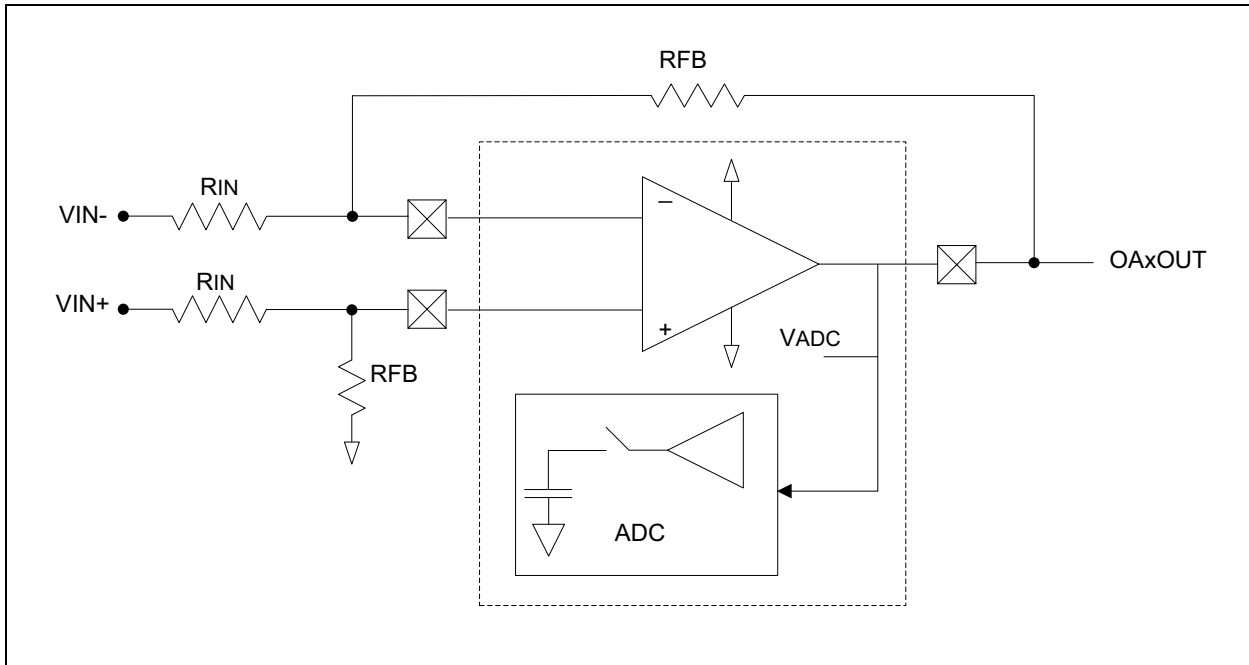 RFB
VIN-
RIN
VIN+
RIN
RFB
–
+
VADC
OAxOUT
ADC